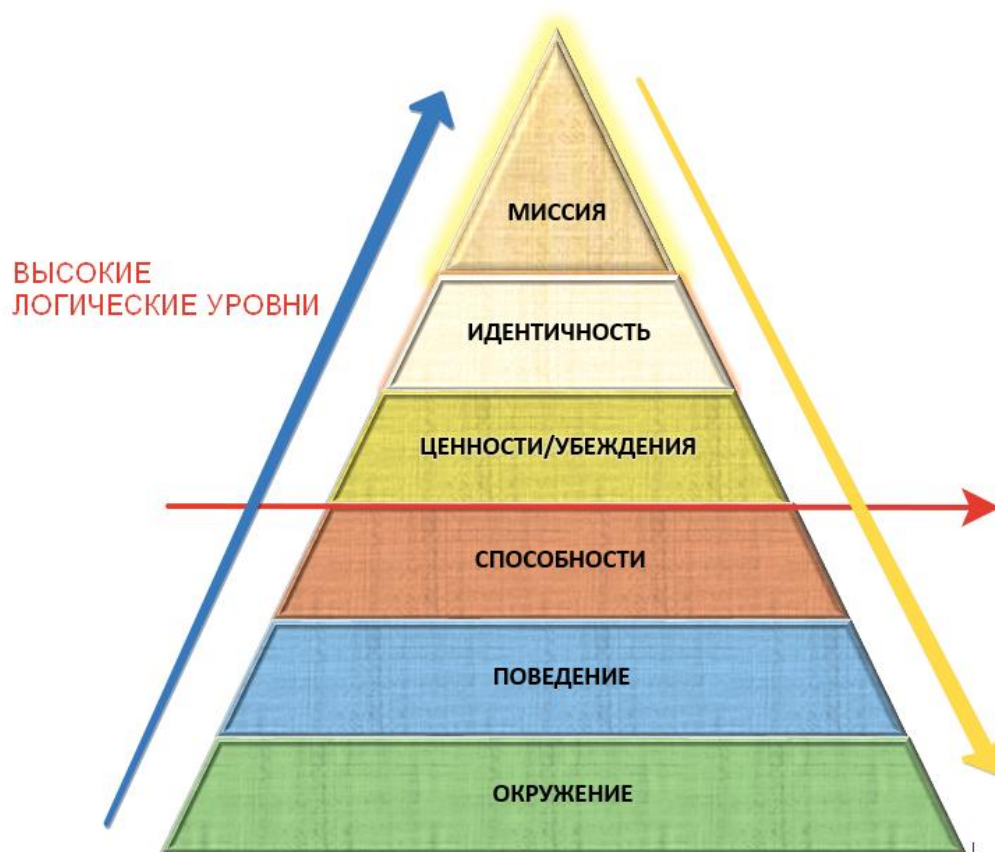 МИССИЯ
ВЫСОКИЕ
ЛОГИЧЕСКИЕ УРОВНИ
ИДЕНТИЧНОСТЬ
ЦЕННОСТИ/УБЕЖДЕНИЯ
СПОСОБНОСТИ
ПОВЕДЕНИЕ
ОКРУЖЕНИЕ